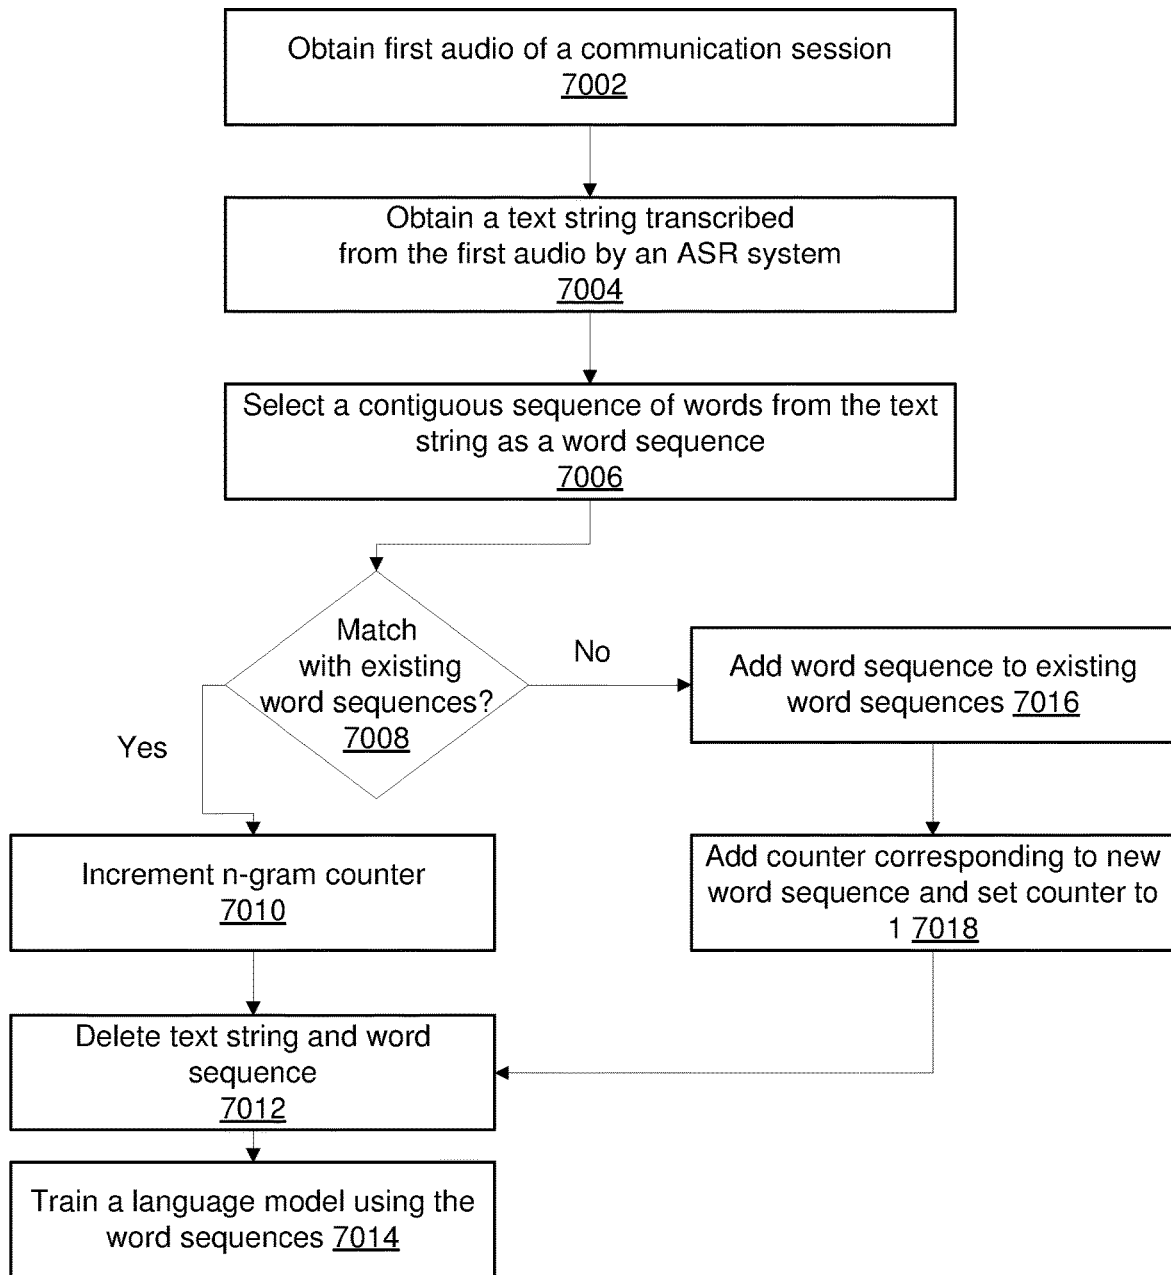 Obtain first audio of a communication session
7002
Obtain a text string transcribed
from the first audio by an ASR system
7004
Select a contiguous sequence of words from the text
string as a word sequence
7006
Match
with existing
word sequences?
7008
No
Yes
Add word sequence to existing
word sequences 7016
Increment n-gram counter
7010
Add counter corresponding to new
word sequence and set counter to
1 7018
Delete text string and word
sequence
7012
Train a language model using the
word sequences 7014